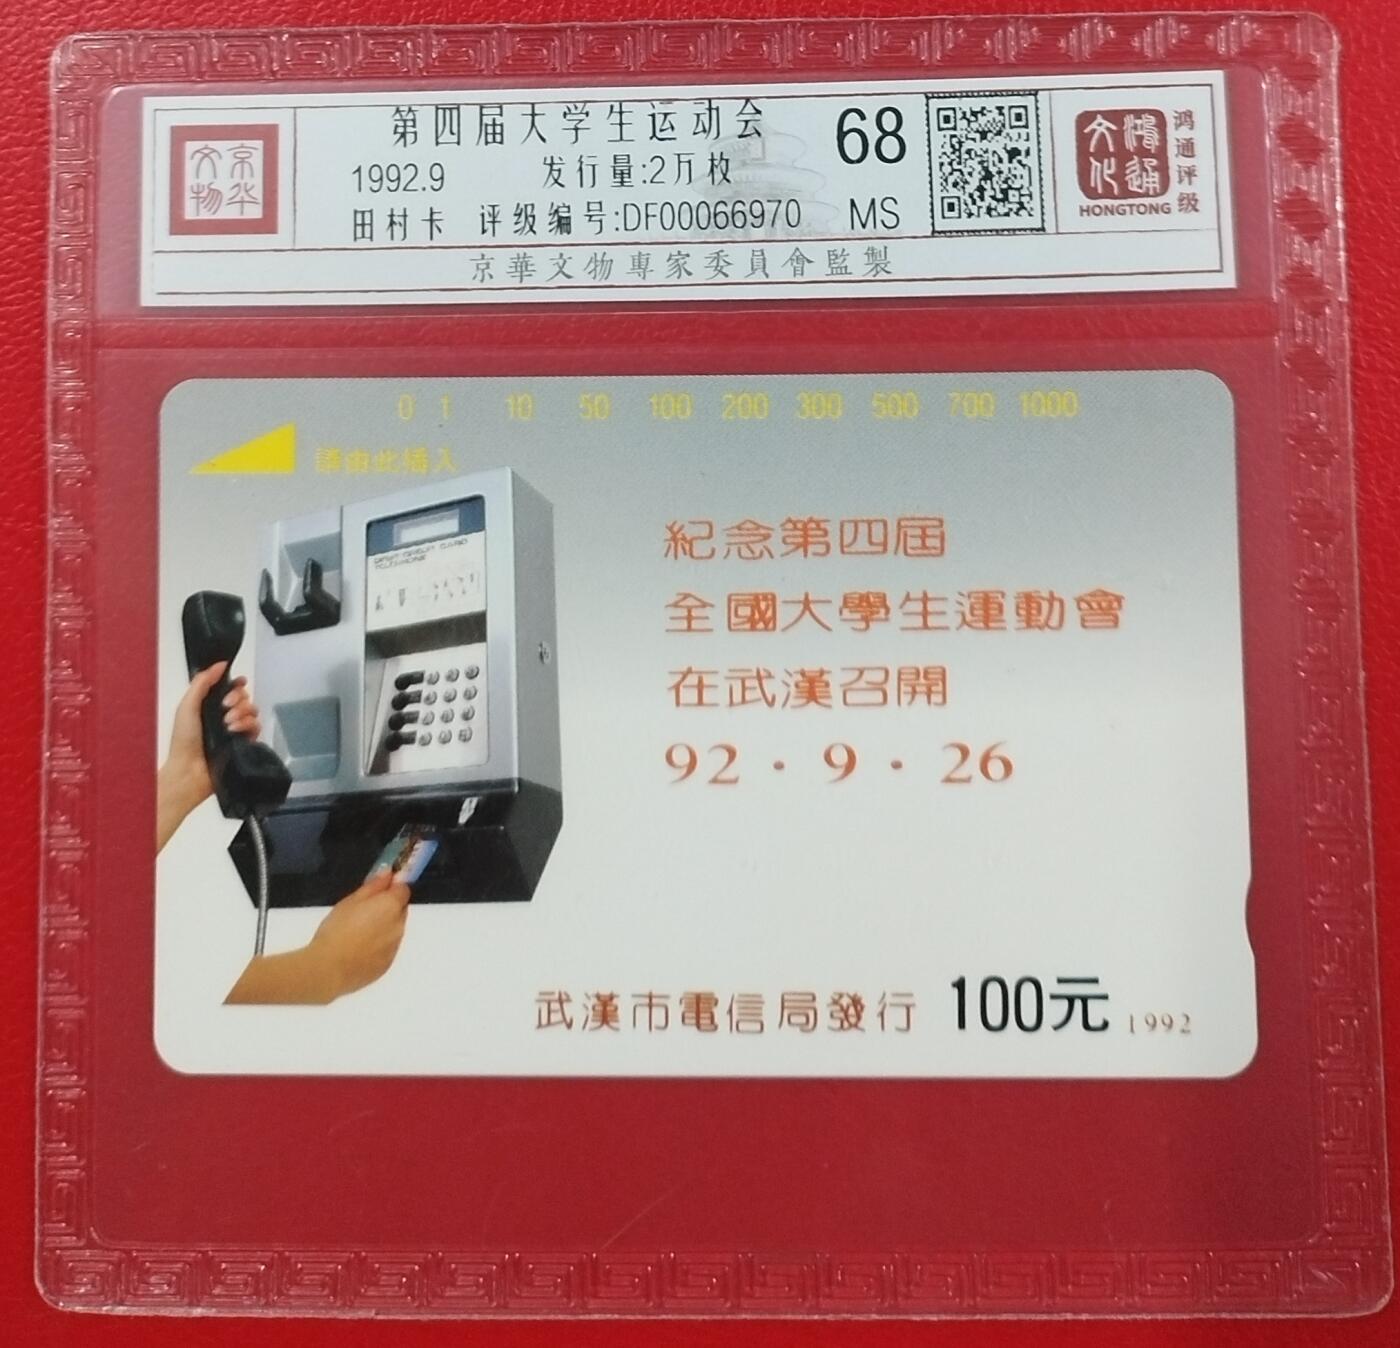 第四届大学生运动会
1992.9 发行量:2万枚
田村卡 评级编号:DF00066970
68
MS
京華文物專家委員會監製
京华文物
鴻通文化
HONGTONG
鸿通评级
0 1 10 50 100 200 300 500 700 1000
請由此插入
紀念第四屆
全國大學生運動會
在武漢召開
92·9·26
武漢市電信局發行 100元 1992